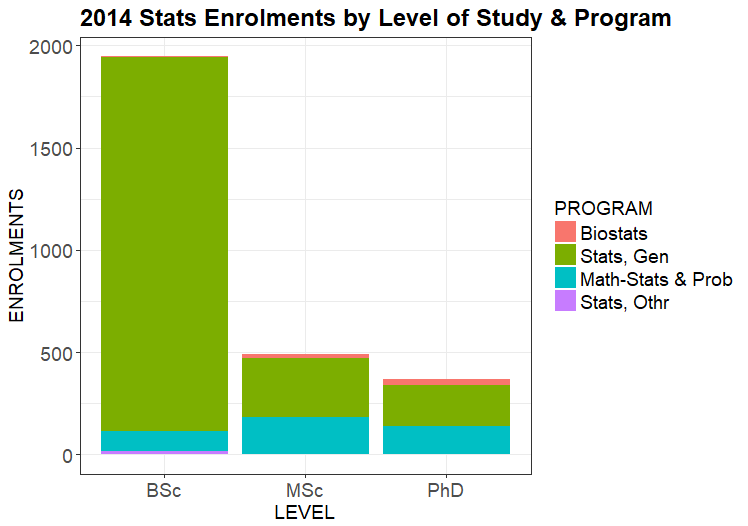 2014 Stats Enrolments by Level of Study & Program
2000
1500
1000
500
0
ENROLMENTS
BSc
MSc
PhD
LEVEL
PROGRAM
Biostats
Stats, Gen
Math-Stats & Prob
Stats, Othr